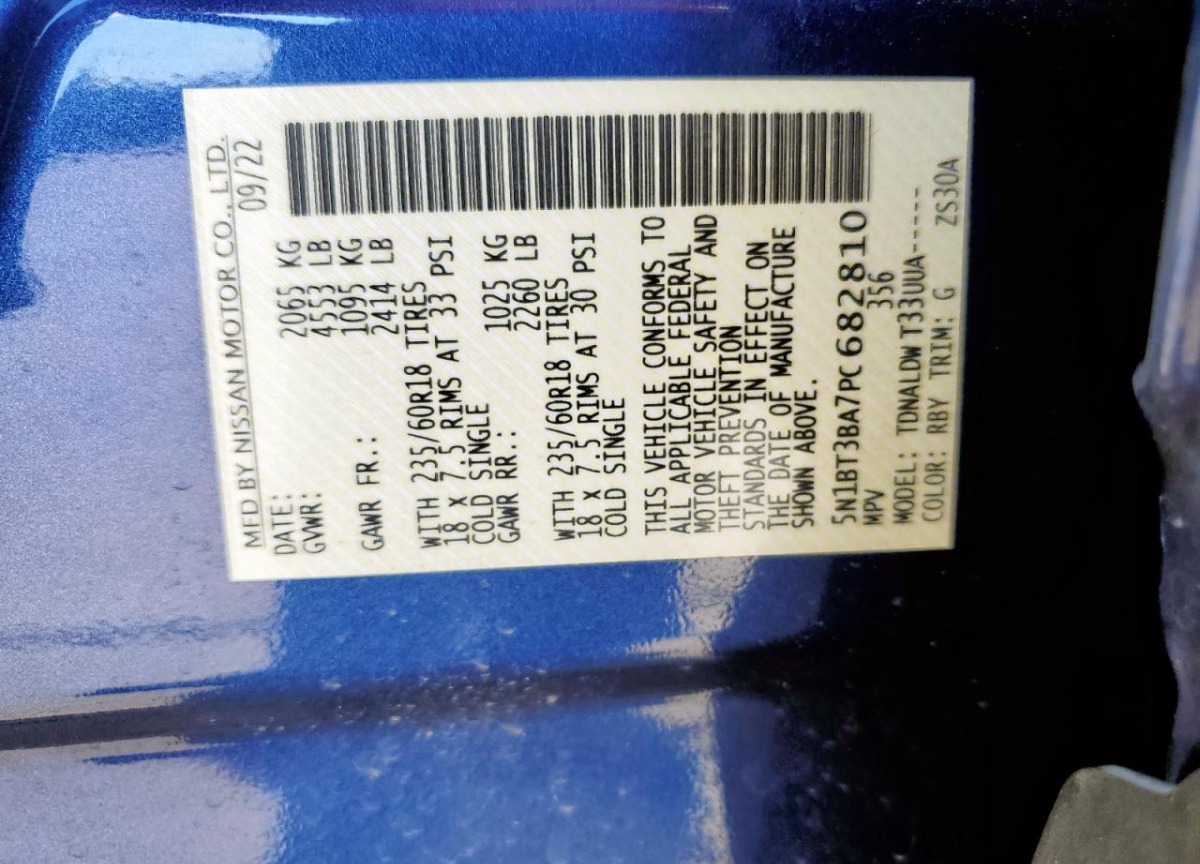 MFD BY NISSAN MOTOR CO., LTD.
DATE: 09/22
GVWR: 2065 KG
4553 LB
1095 KG
GAWR FR.: 2414 LB
WITH 235/60R18 TIRES
18 x 7.5 RIMS AT 33 PSI
COLD SINGLE 1025 KG
GAWR RR.: 2260 LB
WITH 235/60R18 TIRES
18 x 7.5 RIMS AT 30 PSI
COLD SINGLE
THIS VEHICLE CONFORMS TO
ALL APPLICABLE FEDERAL
MOTOR VEHICLE SAFETY AND
THEFT PREVENTION
STANDARDS IN EFFECT ON
THE DATE OF MANUFACTURE
SHOWN ABOVE.
5N1BT3BA7PC682810
MPV 356
MODEL: TDNALDW T33UUA-----
COLOR: RBY TRIM: G ZS30A